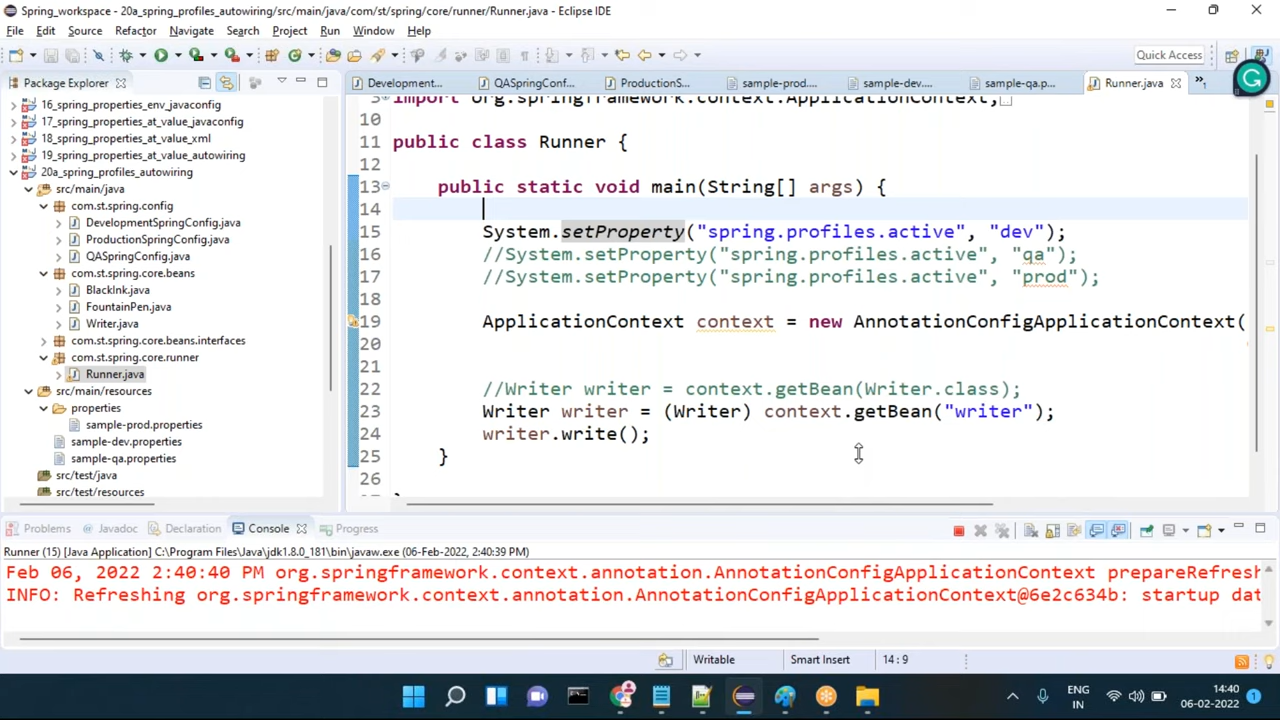 Spring_workspace - 20a_spring_profiles_autowiring/src/main/java/com/st/spring/core/runner/Runner.java - Eclipse IDE
File Edit Source Refactor Navigate Search Project Run Window Help
Quick Access
Package Explorer
16_spring_properties_env_javaconfig
17_spring_properties_at_value_javaconfig
18_spring_properties_at_value_xml
19_spring_properties_at_value_autowiring
20a_spring_profiles_autowiring
src/main/java
com.st.spring.config
DevelopmentSpringConfig.java
ProductionSpringConfig.java
QASpringConfig.java
com.st.spring.core.beans
BlackInk.java
FountainPen.java
Writer.java
com.st.spring.core.beans.interfaces
com.st.spring.core.runner
Runner.java
src/main/resources
properties
sample-prod.properties
sample-dev.properties
sample-qa.properties
src/test/java
src/test/resources
Development... QASpringConf... ProductionS... sample-prod.... sample-dev.... sample-qa.p... Runner.java »1
3 import org.springframework.context.ApplicationContext;
10
11 public class Runner {
12
13 public static void main(String[] args) {
14
15 System.setProperty("spring.profiles.active", "dev");
16 //System.setProperty("spring.profiles.active", "qa");
17 //System.setProperty("spring.profiles.active", "prod");
18
19 ApplicationContext context = new AnnotationConfigApplicationContext(
20
21
22 //Writer writer = context.getBean(Writer.class);
23 Writer writer = (Writer) context.getBean("writer");
24 writer.write();
25 }
26
Problems Javadoc Declaration Console Progress
Runner (15) [Java Application] C:\Program Files\Java\jdk1.8.0_181\bin\javaw.exe (06-Feb-2022, 2:40:39 PM)
Feb 06, 2022 2:40:40 PM org.springframework.context.annotation.AnnotationConfigApplicationContext prepareRefresh
INFO: Refreshing org.springframework.context.annotation.AnnotationConfigApplicationContext@6e2c634b: startup dat
Writable Smart Insert 14 : 9
ENG
IN
14:40
06-02-2022
1